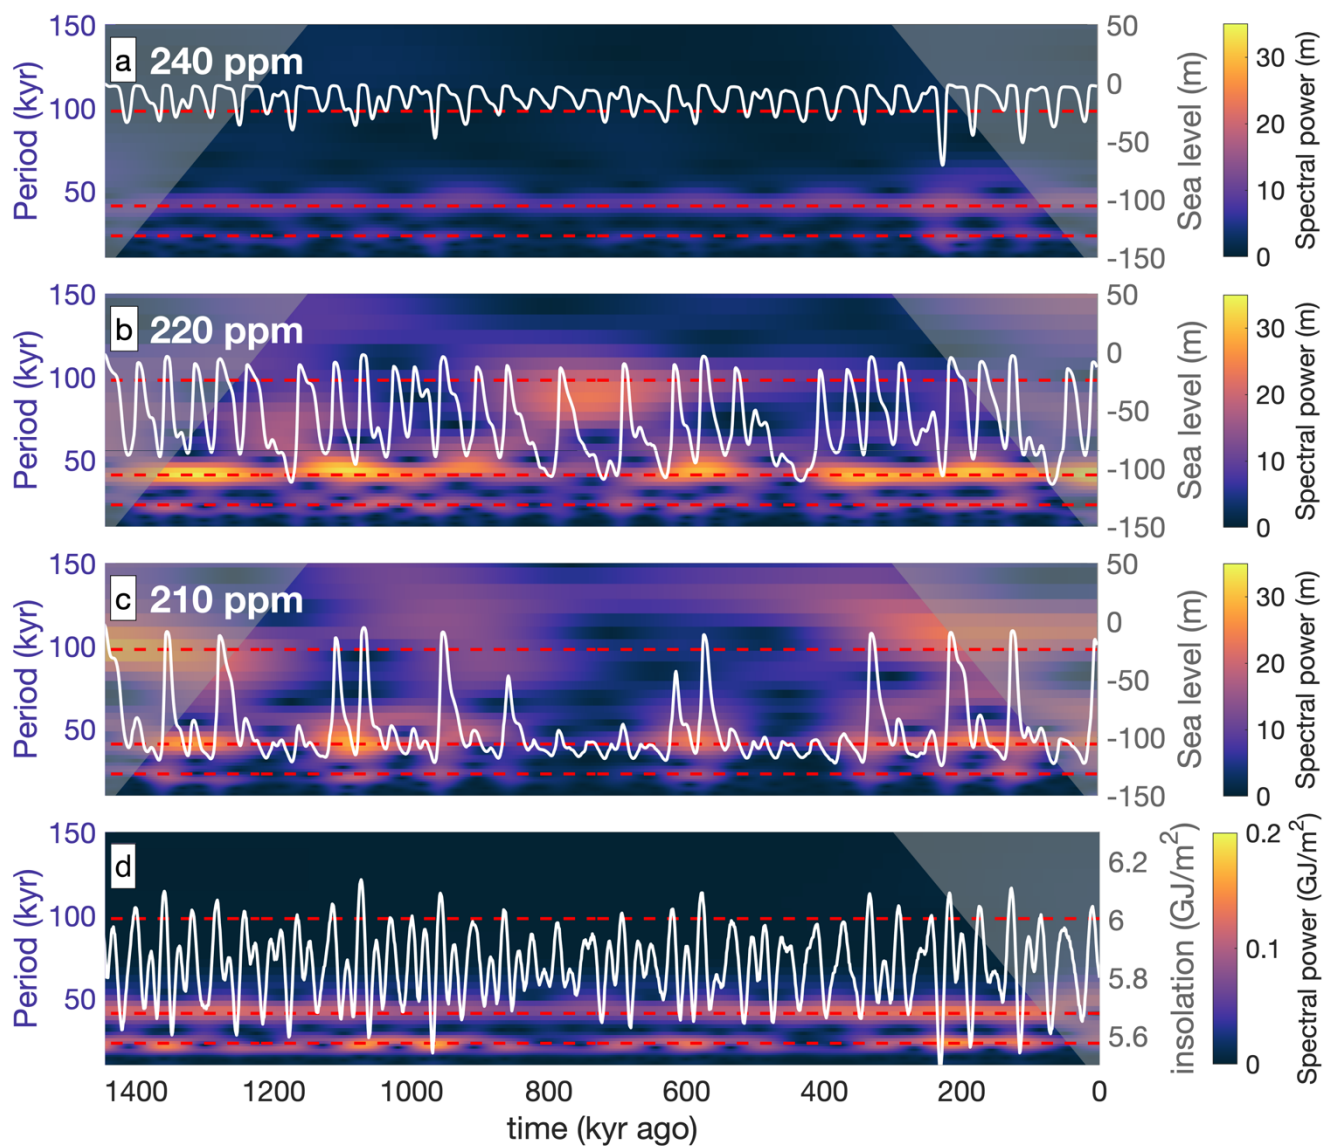 a 240 ppm
Period (kyr)
150
100
50
Sea level (m)
50
0
-50
-100
-150
Spectral power (m)
30
20
10
0
b 220 ppm
Period (kyr)
150
100
50
Sea level (m)
50
0
-50
-100
-150
Spectral power (m)
30
20
10
0
c 210 ppm
Period (kyr)
150
100
50
Sea level (m)
50
0
-50
-100
-150
Spectral power (m)
30
20
10
0
d
Period (kyr)
150
100
50
insolation (GJ/m²)
6.2
6
5.8
5.6
Spectral power (GJ/m²)
0.2
0.1
0
1400 1200 1000 800 600 400 200 0
time (kyr ago)